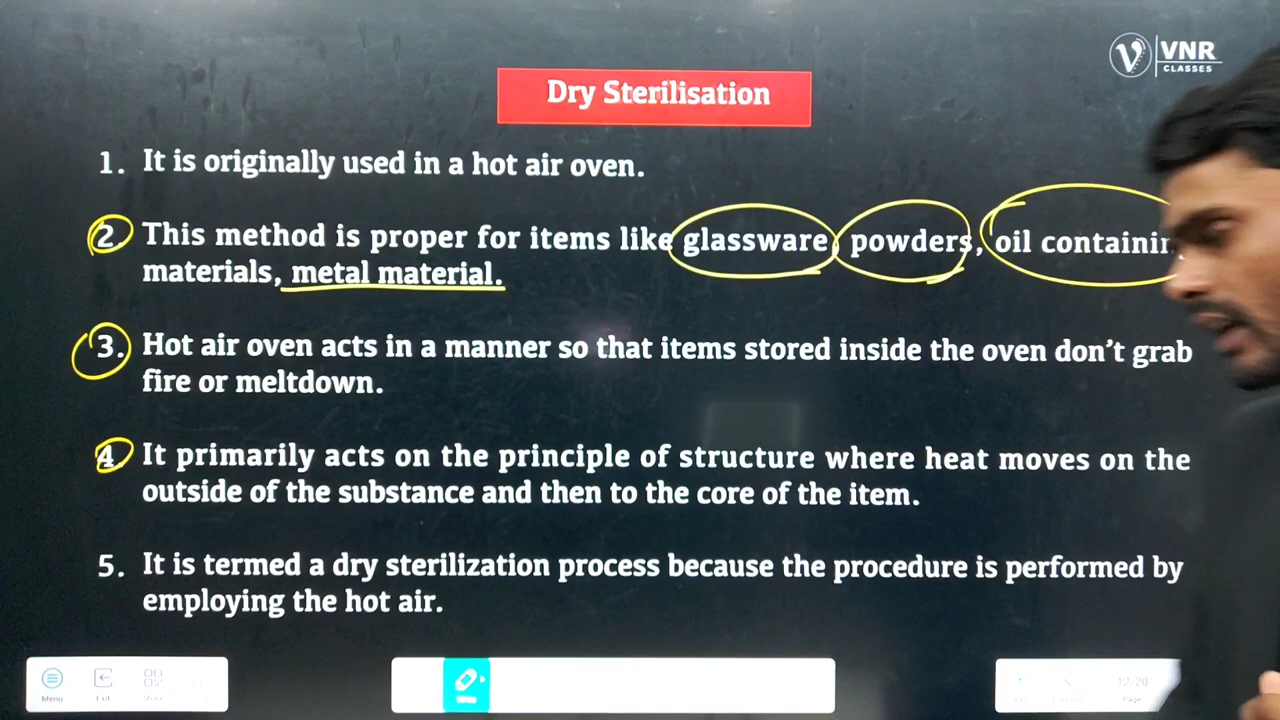 VNR
CLASSES
Dry Sterilisation
1. It is originally used in a hot air oven.
2. This method is proper for items like glassware, powders, oil
materials, metal material.
3. Hot air oven acts in a manner so that items stored inside the oven don't grab
fire or meltdown.
4. It primarily acts on the principle of structure where heat moves on the
outside of the substance and then to the core of the item.
5. It is termed a dry sterilization process because the procedure is performed by
employing the hot air.
Menu Exit Share
12/20
Page